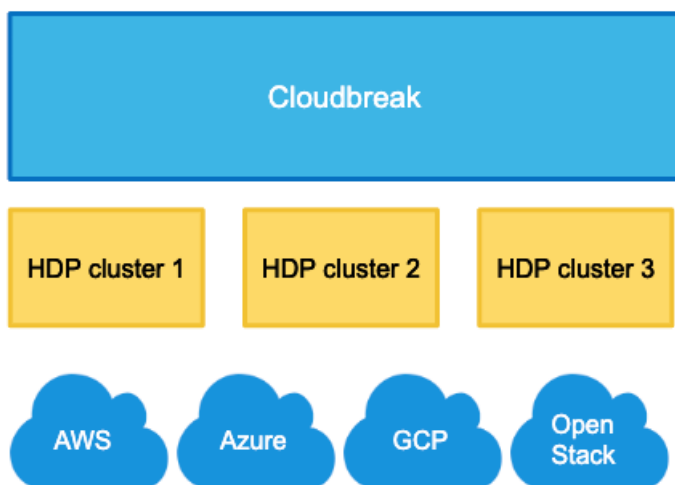 Cloudbreak
HDP cluster 1
HDP cluster 2
HDP cluster 3
AWS
Azure
GCP
Open
Stack